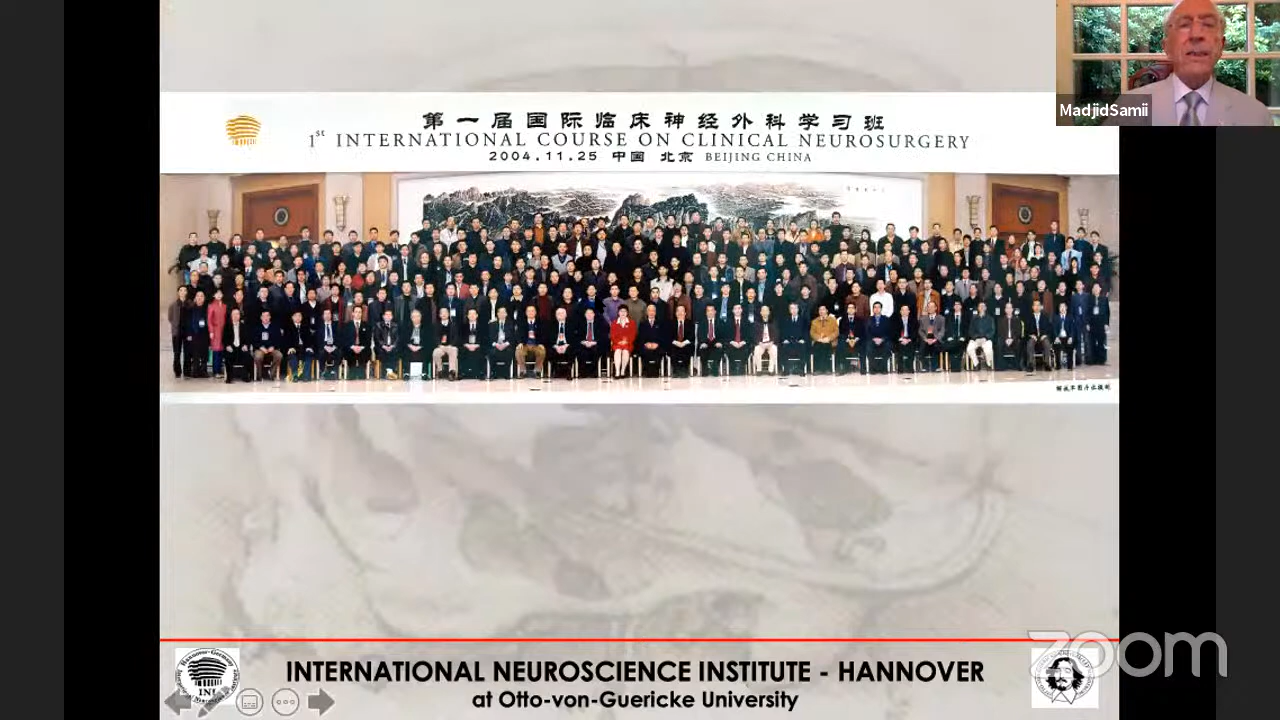 MadjidSamii
第一届国际临床神经外科学习班
1st INTERNATIONAL COURSE ON CLINICAL NEUROSURGERY
2004.11.25 中国 北京 BEIJING CHINA
INTERNATIONAL NEUROSCIENCE INSTITUTE - HANNOVER
at Otto-von-Guericke University
INI
zoom